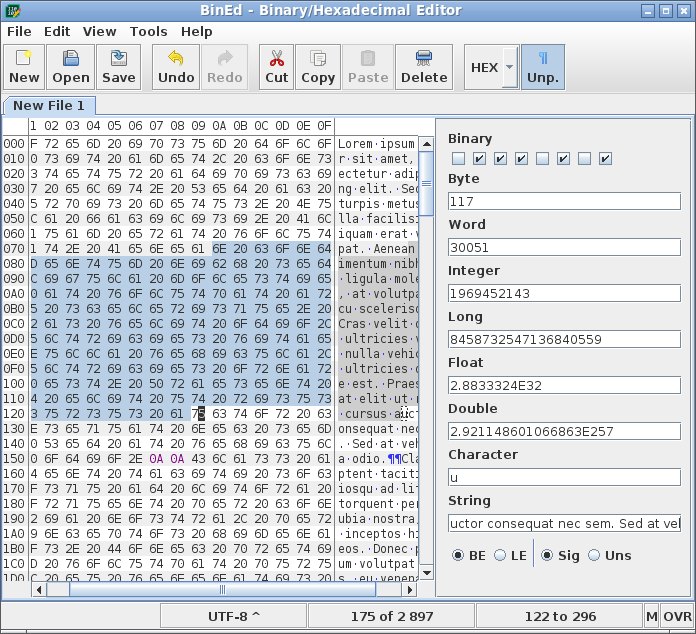 BinEd - Binary/Hexadecimal Editor
File Edit View Tools Help
New Open Save Undo Redo Cut Copy Paste Delete HEX ¶ Unp.
New File 1
1 02 03 04 05 06 07 08 09 0A 0B 0C 0D 0E 0F
000 F 72 65 6D 20 69 70 73 75 6D 20 64 6F 6C 6F Lorem·ipsum
010 0 73 69 74 20 61 6D 65 74 2C 20 63 6F 6E 73 r·sit·amet,
020 3 74 65 74 75 72 20 61 64 69 70 69 73 63 69 ectetur·adip
030 7 20 65 6C 69 74 2E 20 53 65 64 20 61 63 20 ng·elit.·Sed
040 5 72 70 69 73 20 6D 65 74 75 73 2E 20 4E 75 turpis·metus
050 C 61 20 66 61 63 69 6C 69 73 69 2E 20 41 6C lla·facilisi
060 1 75 61 6D 20 65 72 61 74 20 76 6F 6C 75 74 iquam·erat·v
070 1 74 2E 20 41 65 6E 65 61 6E 20 63 6F 6E 64 pat.·Aenean
080 D 65 6E 74 75 6D 20 6E 69 62 68 20 73 65 64 imentum·nibh
090 C 69 67 75 6C 61 20 6D 6F 6C 65 73 74 69 65 ·ligula·mole
0A0 0 61 74 20 76 6F 6C 75 74 70 61 74 20 61 72 ,·at·volutpa
0B0 5 20 73 63 65 6C 65 72 69 73 71 75 65 2E 20 cu·scelerisc
0C0 2 61 73 20 76 65 6C 69 74 20 6F 64 69 6F 2C Cras·velit·o
0D0 5 6C 74 72 69 63 69 65 73 20 76 69 74 61 65 ·ultricies·v
0E0 E 75 6C 6C 61 20 76 65 68 69 63 75 6C 61 2C ·nulla·vehic
0F0 5 6C 74 72 69 63 69 65 73 20 6E 65 63 20 6F ·ultricies·o
100 0 65 73 74 2E 20 50 72 61 65 73 65 6E 74 20 e·est.·Praes
110 4 20 65 6C 69 74 20 75 74 20 72 69 73 75 73 at·elit·ut·r
120 3 75 72 73 75 73 20 61 75 63 74 6F 72 20 63 ·cursus·auct
130 E 73 65 71 75 61 74 20 6E 65 63 20 73 65 6D onsequat·nec
140 0 53 65 64 20 61 74 20 76 65 68 69 63 75 6C .·Sed·at·veh
150 0 6F 64 69 6F 2E 0A 0A 43 6C 61 73 73 20 61 a·odio.¶¶Cla
160 4 65 6E 74 20 74 61 63 69 74 69 20 73 6F 63 ptent·taciti
170 F 73 71 75 20 61 64 20 6C 69 74 6F 72 61 20 iosqu·ad·lit
180 F 72 71 75 65 6E 74 20 70 65 72 20 63 6F 6E torquent·per
190 2 69 61 20 6E 6F 73 74 72 61 2C 20 70 65 72 ubia·nostra,
1A0 9 6E 63 65 70 74 6F 73 20 68 69 6D 65 6E 61 ·inceptos·hi
1B0 F 73 2E 20 44 6F 6E 65 63 20 70 72 65 74 69 eos.·Donec·p
1C0 D 20 76 6F 6C 75 74 70 61 74 20 6A 75 73 74 um·volutpat
1D0
Binary
Byte
117
Word
30051
Integer
1969452143
Long
8458732547136840559
Float
2.8833324E32
Double
2.921148601066863E257
Character
u
String
uctor consequat nec sem. Sed at vel
BE LE Sig Uns
UTF-8 ^ 175 of 2 897 122 to 296 M OVR